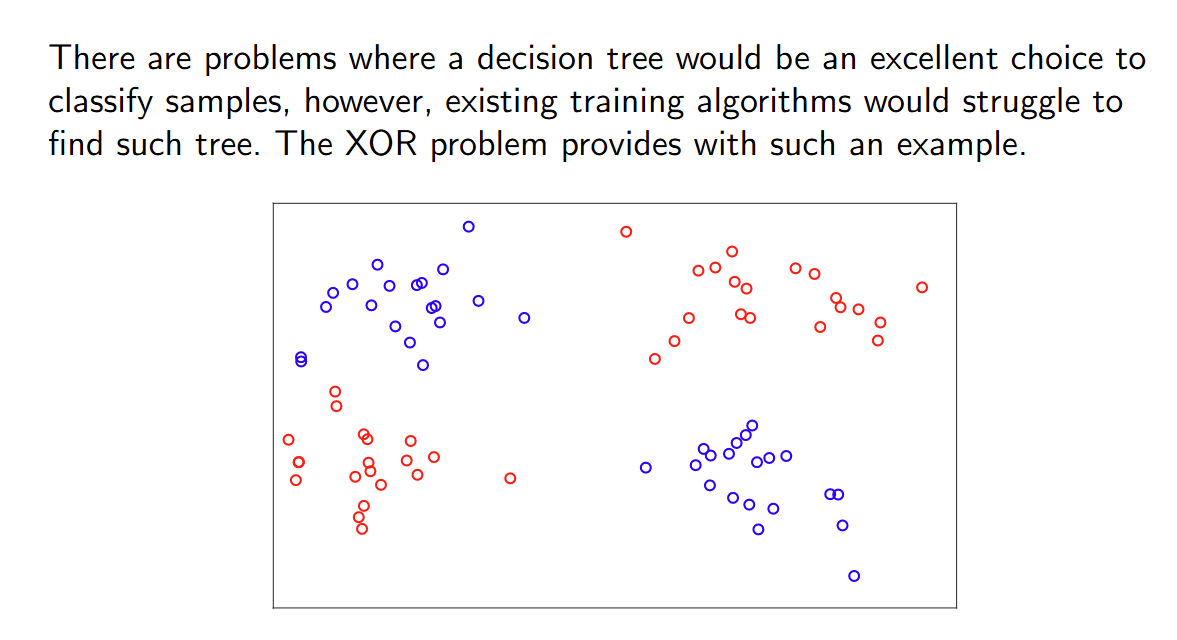 There are problems where a decision tree would be an excellent choice to
classify samples, however, existing training algorithms would struggle to
find such tree. The XOR problem provides with such an example.